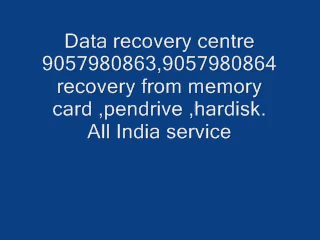 Data recovery centre
9057980863,9057980864
recovery from memory
card ,pendrive ,hardisk.
All India service